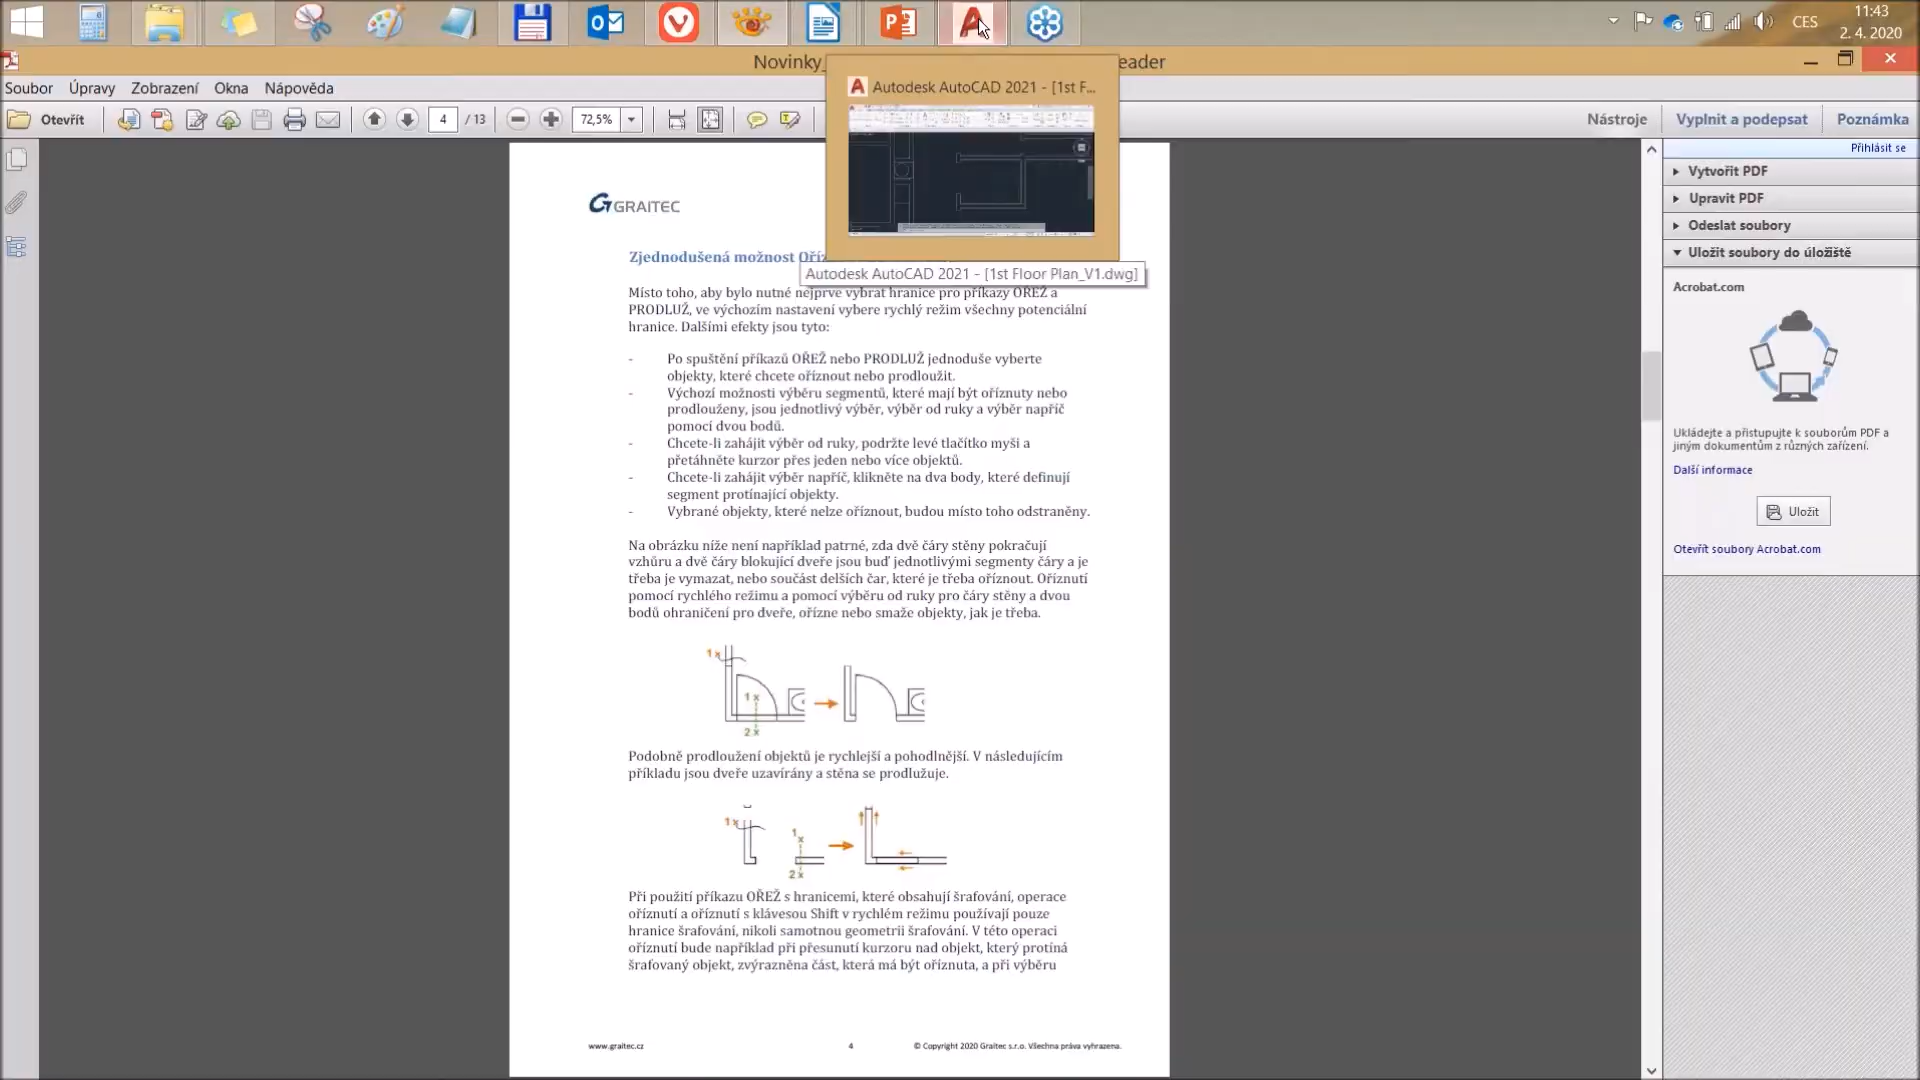 CES
11:43
2. 4. 2020
Novinky_
eader
Soubor
Úpravy
Zobrazení
Okna
Nápověda
Autodesk AutoCAD 2021 - [1st F...
Otevřít
4
/ 13
72,5%
Nástroje
Vyplnit a podepsat
Poznámka
Přihlásit se
Vytvořit PDF
Upravit PDF
Odeslat soubory
Uložit soubory do úložiště
Acrobat.com
Ukládejte a přistupujte k souborům PDF a
jiným dokumentům z různých zařízení.
Další informace
Uložit
Otevřít soubory Acrobat.com
GRAITEC
Zjednodušená možnost Oříz
Autodesk AutoCAD 2021 - [1st Floor Plan_V1.dwg]
Místo toho, aby bylo nutné nejprve vybrat hranice pro příkazy OŘEŽ a
PRODLUŽ, ve výchozím nastavení vybere rychlý režim všechny potenciální
hranice. Dalšími efekty jsou tyto:
- Po spuštění příkazů OŘEŽ nebo PRODLUŽ jednoduše vyberte
objekty, které chcete oříznout nebo prodloužit.
- Výchozí možnosti výběru segmentů, které mají být oříznuty nebo
prodlouženy, jsou jednotlivý výběr, výběr od ruky a výběr napříč
pomocí dvou bodů.
- Chcete-li zahájit výběr od ruky, podržte levé tlačítko myši a
přetáhněte kurzor přes jeden nebo více objektů.
- Chcete-li zahájit výběr napříč, klikněte na dva body, které definují
segment protínající objekty.
- Vybrané objekty, které nelze oříznout, budou místo toho odstraněny.
Na obrázku níže není například patrné, zda dvě čáry stěny pokračují
vzhůru a dvě čáry blokující dveře jsou buď jednotlivými segmenty čáry a je
třeba je vymazat, nebo součást delších čar, které je třeba oříznout. Oříznutí
pomocí rychlého režimu a pomocí výběru od ruky pro čáry stěny a dvou
bodů ohraničení pro dveře, ořízne nebo smaže objekty, jak je třeba.
1 x
1 x
2 x
Podobně prodloužení objektů je rychlejší a pohodlnější. V následujícím
příkladu jsou dveře uzavírány a stěna se prodlužuje.
1 x
1 x
2 x
Při použití příkazu OŘEŽ s hranicemi, které obsahují šrafování, operace
oříznutí a oříznutí s klávesou Shift v rychlém režimu používají pouze
hranice šrafování, nikoli samotnou geometrii šrafování. V této operaci
oříznutí bude například při přesunutí kurzoru nad objekt, který protíná
šrafovaný objekt, zvýrazněna část, která má být oříznuta, a při výběru
www.graitec.cz
4
© Copyright 2020 Graitec s.r.o. Všechna práva vyhrazena.